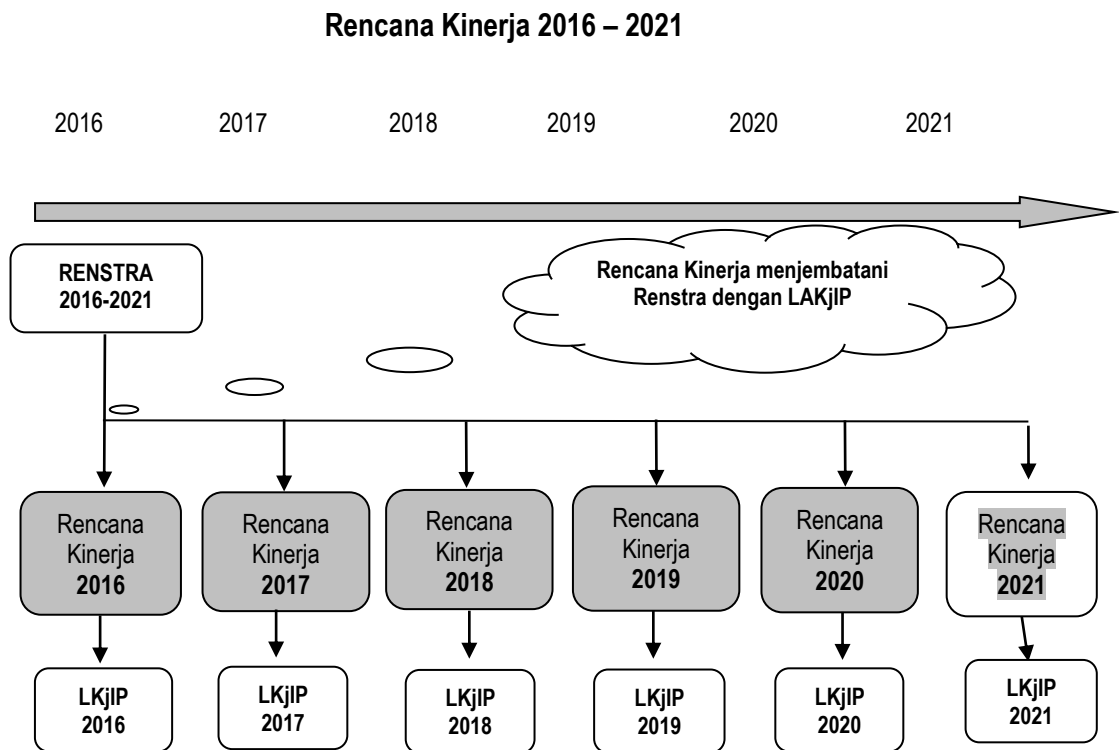 Rencana Kinerja 2016 – 2021
2016 2017 2018 2019 2020 2021
RENSTRA
2016-2021
Rencana Kinerja menjembatani
Renstra dengan LAKjIP
Rencana
Kinerja
2016
Rencana
Kinerja
2017
Rencana
Kinerja
2018
Rencana
Kinerja
2019
Rencana
Kinerja
2020
Rencana
Kinerja
2021
LKjIP
2016
LKjIP
2017
LKjIP
2018
LKjIP
2019
LKjIP
2020
LKjIP
2021